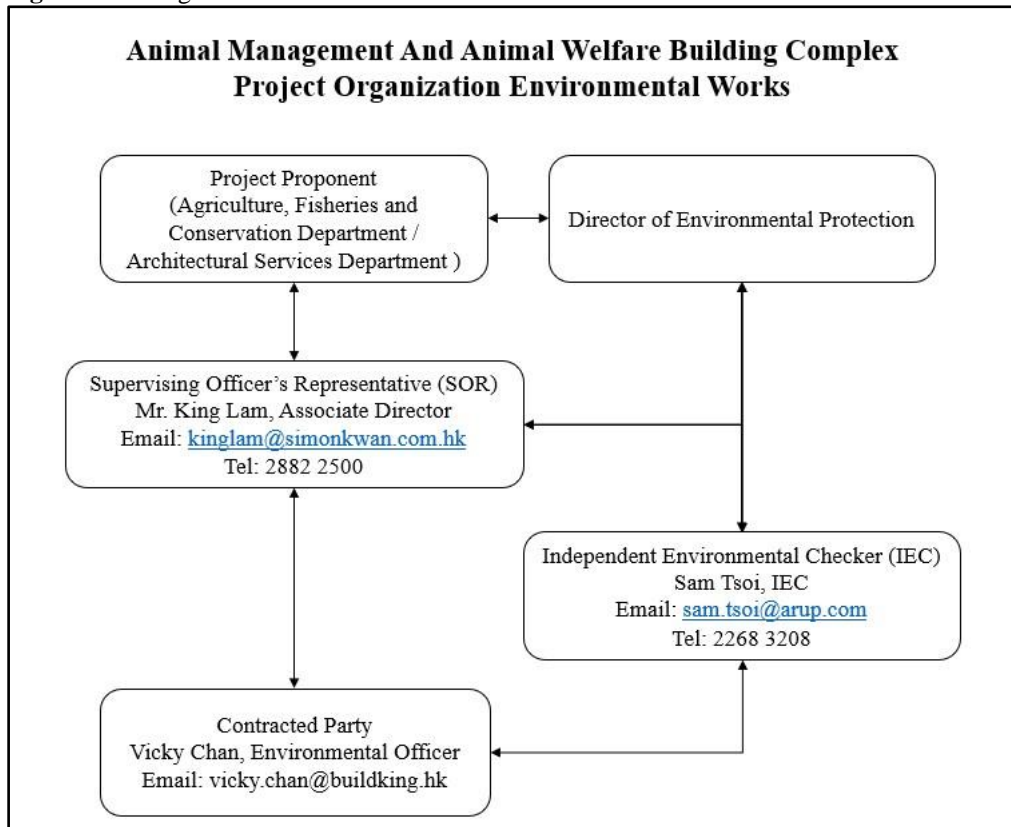 Animal Management And Animal Welfare Building Complex
Project Organization Environmental Works
Project Proponent
(Agriculture, Fisheries and
Conservation Department /
Architectural Services Department )
Director of Environmental Protection
Supervising Officer’s Representative (SOR)
Mr. King Lam, Associate Director
Email: kinglam@simonkwan.com.hk
Tel: 2882 2500
Independent Environmental Checker (IEC)
Sam Tsoi, IEC
Email: sam.tsoi@arup.com
Tel: 2268 3208
Contracted Party
Vicky Chan, Environmental Officer
Email: vicky.chan@buildking.hk